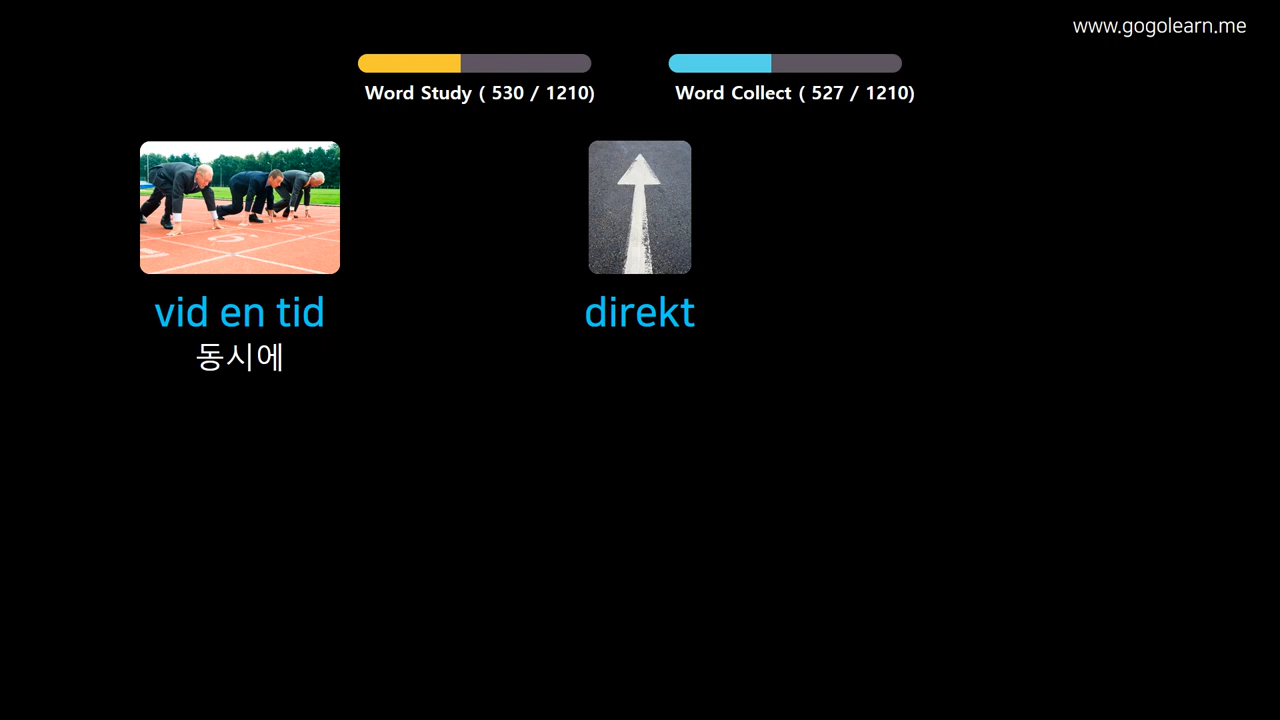 www.gogolearn.me
Word Study ( 530 / 1210)
Word Collect ( 527 / 1210)
vid en tid
동시에
direkt